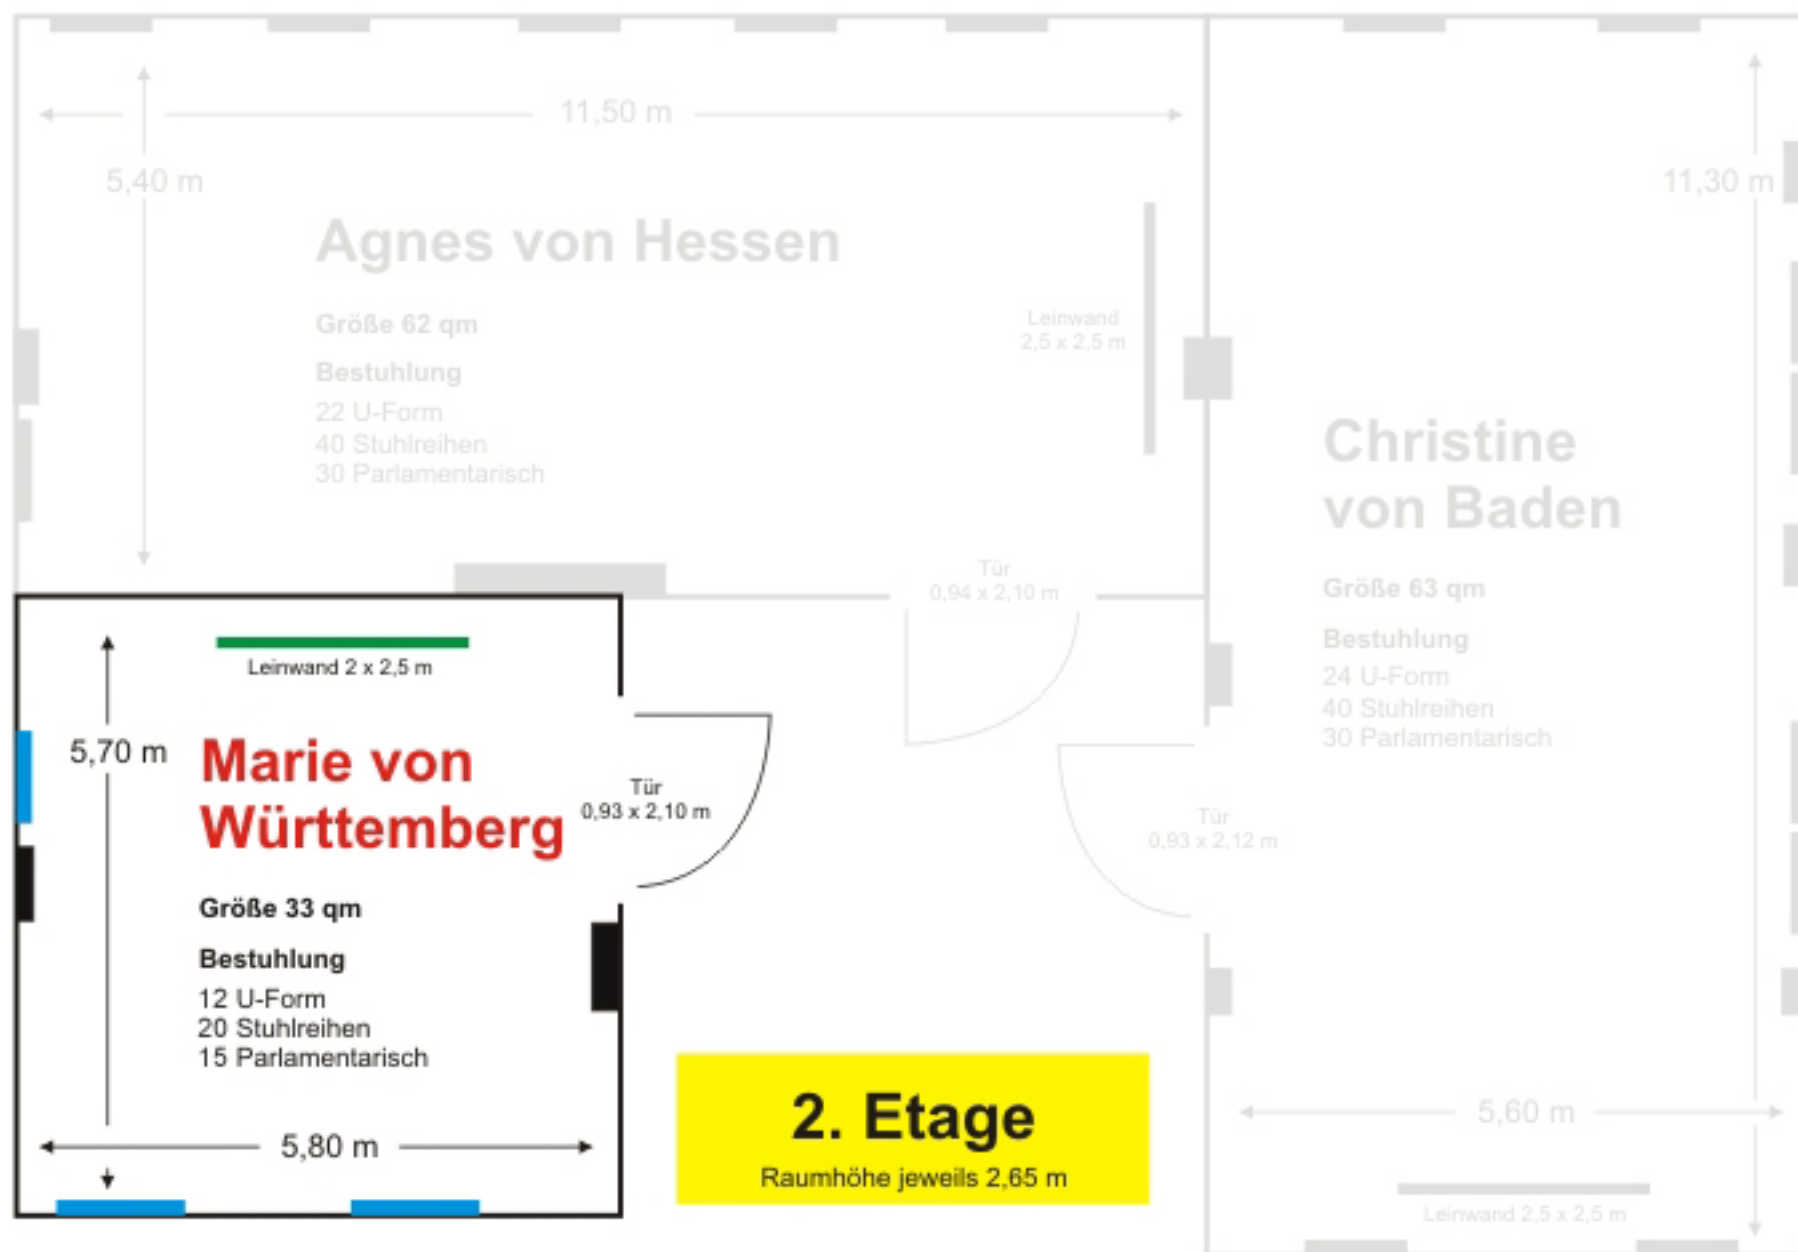 11,50 m
5,40 m
Agnes von Hessen
Größe 62 qm
Bestuhlung
22 U-Form
40 Stuhlreihen
30 Parlamentarisch
Leinwand
2,5 x 2,5 m
Tür
0,94 x 2,10 m
11,30 m
Christine
von Baden
Größe 63 qm
Bestuhlung
24 U-Form
40 Stuhlreihen
30 Parlamentarisch
Tür
0,93 x 2,12 m
5,60 m
Leinwand 2,5 x 2,5 m
Leinwand 2 x 2,5 m
5,70 m
Marie von
Württemberg
Tür
0,93 x 2,10 m
Größe 33 qm
Bestuhlung
12 U-Form
20 Stuhlreihen
15 Parlamentarisch
5,80 m
2. Etage
Raumhöhe jeweils 2,65 m